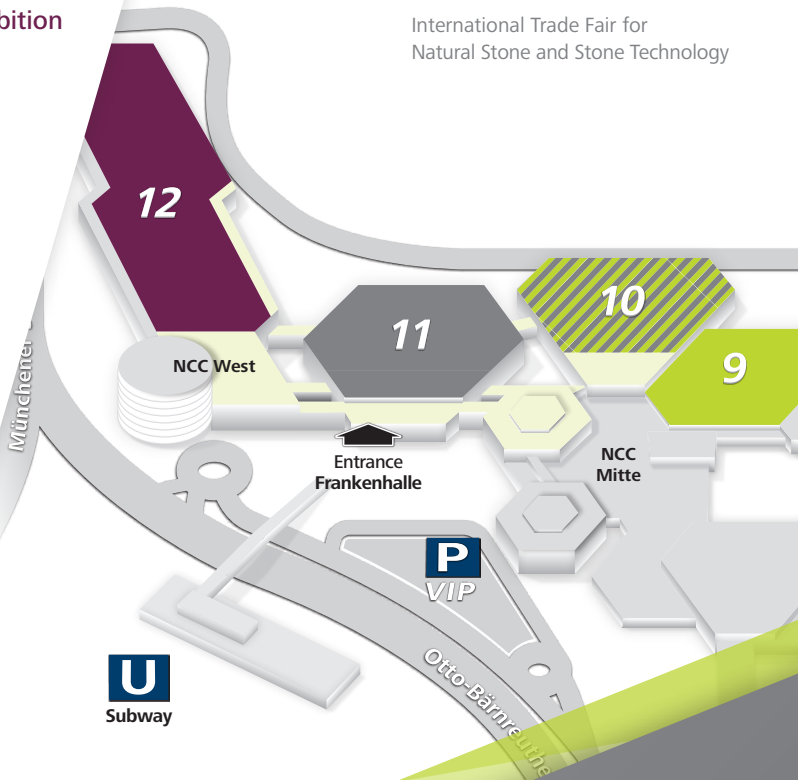 bition
International Trade Fair for
Natural Stone and Stone Technology
12
10
11
9
NCC West
Münchener
Entrance
Frankenhalle
NCC
Mitte
P
VIP
U
Subway
Otto-Bärnreuthe